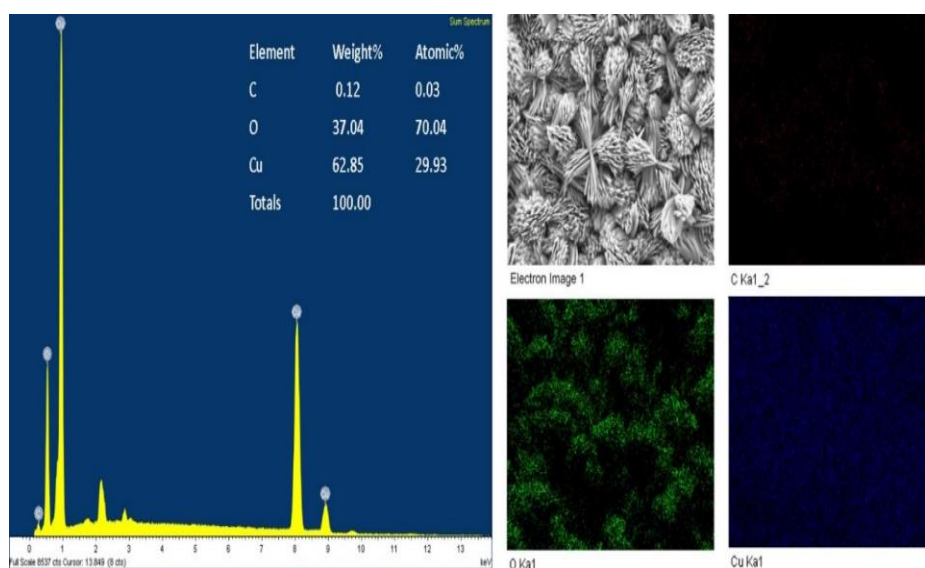 Sum Spectrum
Element Weight% Atomic%
C 0.12 0.03
O 37.04 70.04
Cu 62.85 29.93
Totals 100.00
0 1 2 3 4 5 6 7 8 9 10 11 12 13
Full Scale 8537 cts Cursor: 13.849 (8 cts) keV
Electron Image 1
C Ka1_2
O Ka1
Cu Ka1